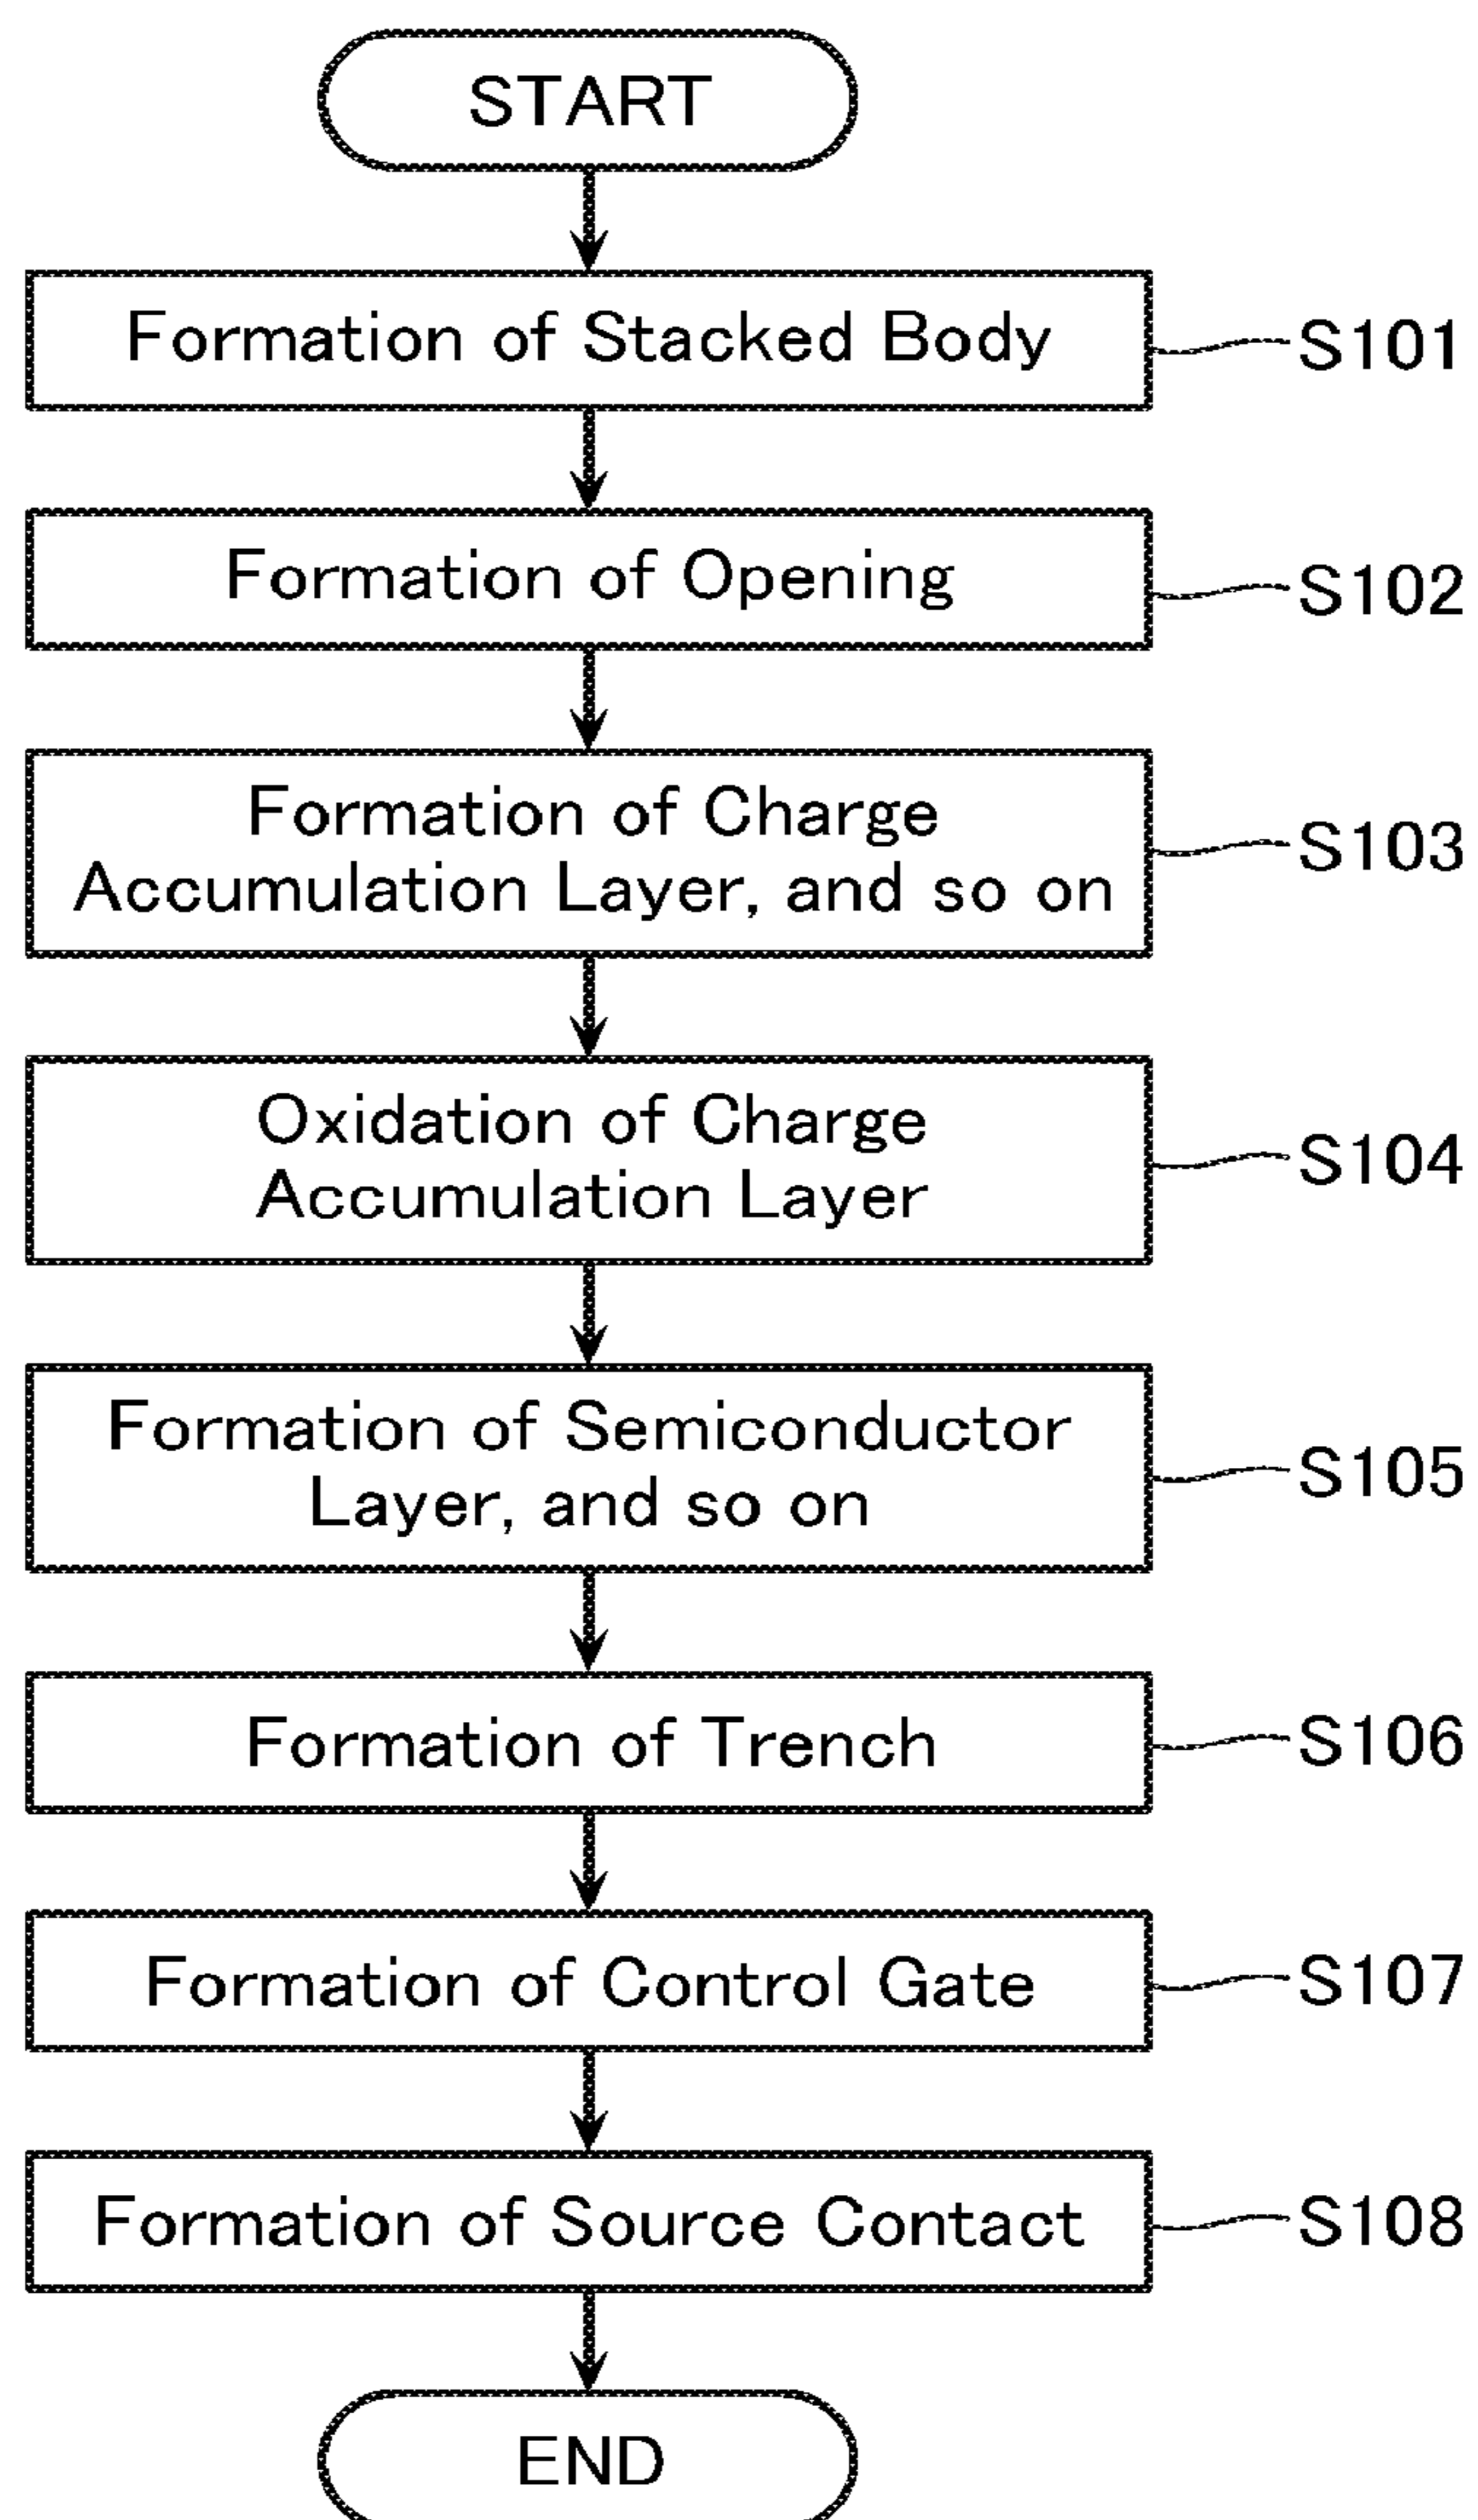 START
Formation of Stacked Body
S101
Formation of Opening
S102
Formation of Charge
Accumulation Layer, and so on
S103
Oxidation of Charge
Accumulation Layer
S104
Formation of Semiconductor
Layer, and so on
S105
Formation of Trench
S106
Formation of Control Gate
S107
Formation of Source Contact
S108
END